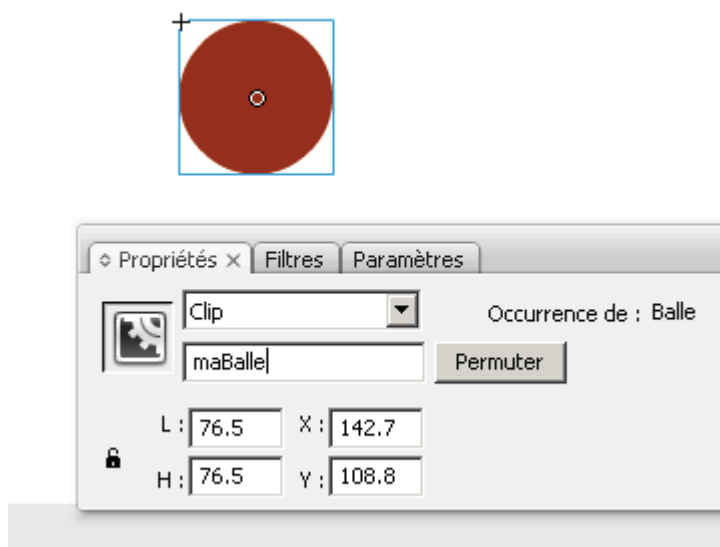 Propriétés × Filtres Paramètres
Clip Occurrence de : Balle
maBalle Permuter
L : 76.5 X : 142.7
H : 76.5 Y : 108.8